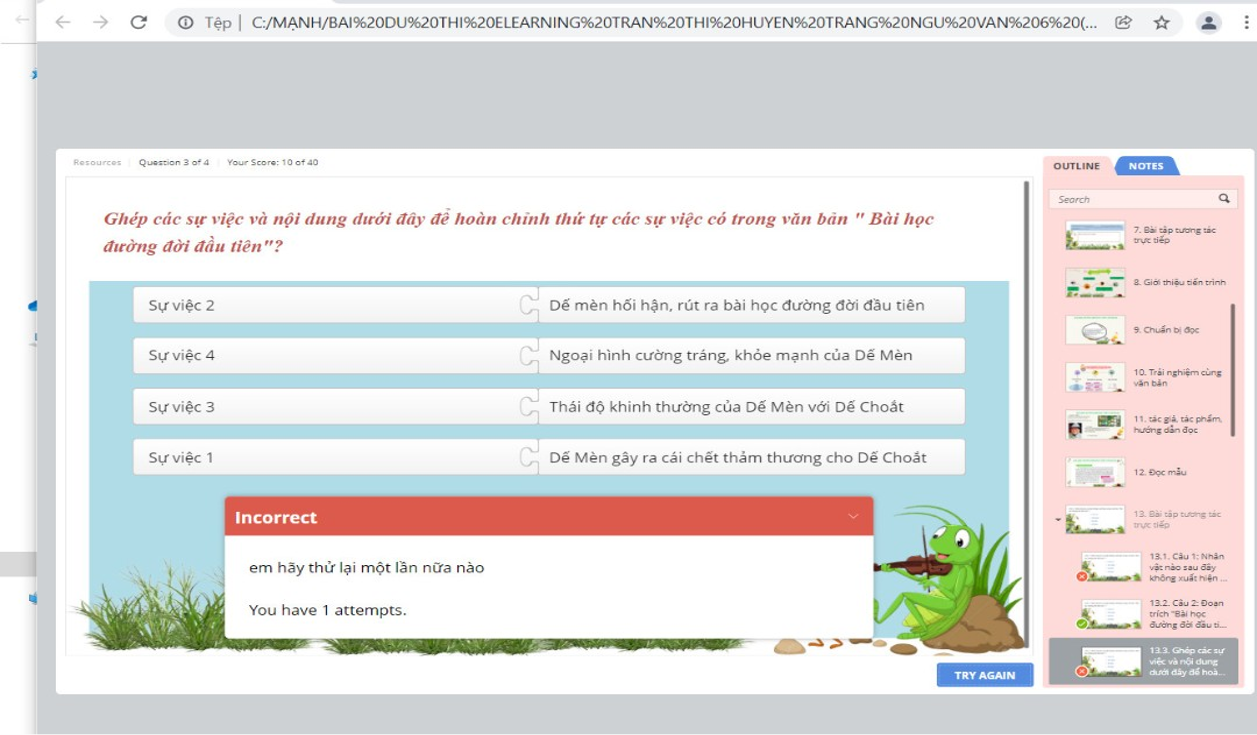 Tệp | C:/MẠNH/BAI%20DU%20THI%20ELEARNING%20TRAN%20THI%20HUYEN%20TRANG%20NGU%20VAN%206%20(...
Resources | Question 3 of 4 | Your Score: 10 of 40
Ghép các sự việc và nội dung dưới đây để hoàn chỉnh thứ tự các sự việc có trong văn bản " Bài học
đường đời đầu tiên"?
Sự việc 2 Dế mèn hối hận, rút ra bài học đường đời đầu tiên
Sự việc 4 Ngoại hình cường tráng, khỏe mạnh của Dế Mèn
Sự việc 3 Thái độ khinh thường của Dế Mèn với Dế Choắt
Sự việc 1 Dế Mèn gây ra cái chết thảm thương cho Dế Choắt
Incorrect
em hãy thử lại một lần nữa nào
You have 1 attempts.
TRY AGAIN
OUTLINE NOTES
Search
7. Bài tập tương tác
trực tiếp
8. Giới thiệu tiến trình
9. Chuẩn bị đọc
10. Trải nghiệm cùng
văn bản
11. tác giả, tác phẩm,
hướng dẫn đọc
12. Đọc mẫu
13. Bài tập tương tác
trực tiếp
13.1. Câu 1: Nhân
vật nào sau đây
không xuất hiện ...
13.2. Câu 2: Đoạn
trích "Bài học
đường đời đầu ti...
13.3. Ghép các sự
việc và nội dung
dưới đây để hoà...